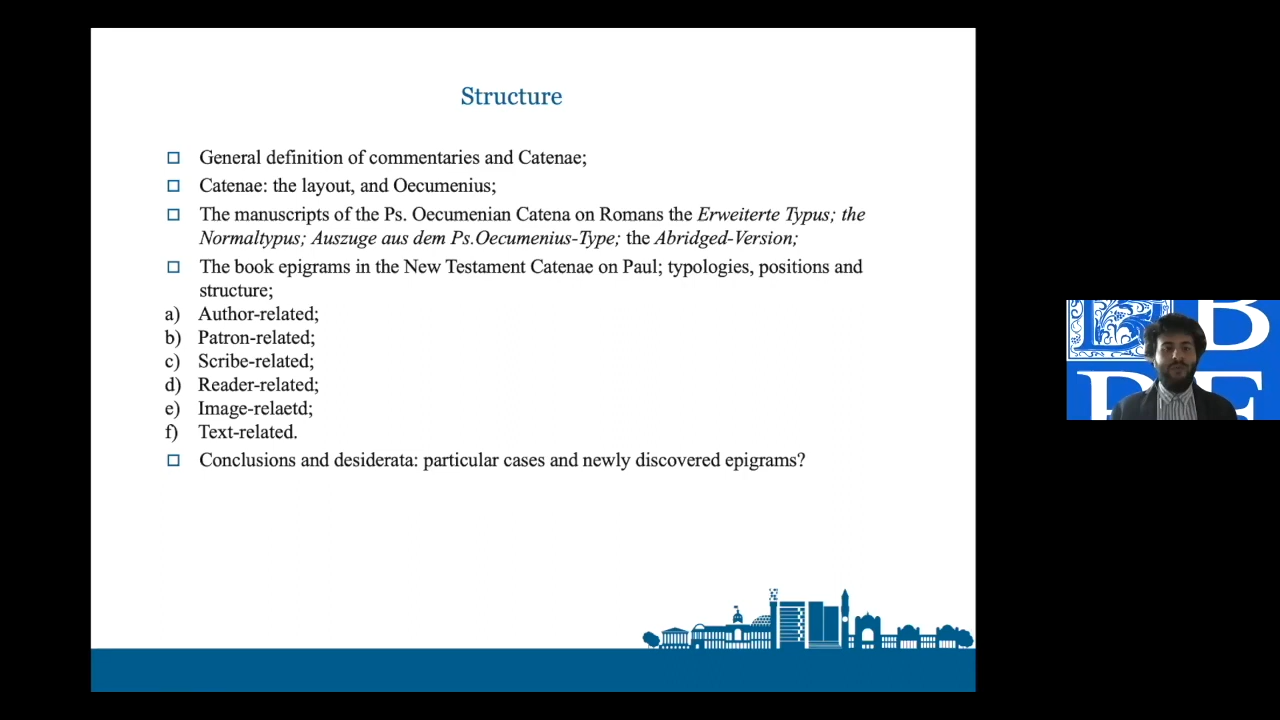 Structure
General definition of commentaries and Catenae;
Catenae: the layout, and Oecumenius;
The manuscripts of the Ps. Oecumenian Catena on Romans the Erweiterte Typus; the
Normaltypus; Auszuge aus dem Ps.Oecumenius-Type; the Abridged-Version;
The book epigrams in the New Testament Catenae on Paul; typologies, positions and
structure;
a) Author-related;
b) Patron-related;
c) Scribe-related;
d) Reader-related;
e) Image-relaetd;
f) Text-related.
Conclusions and desiderata: particular cases and newly discovered epigrams?